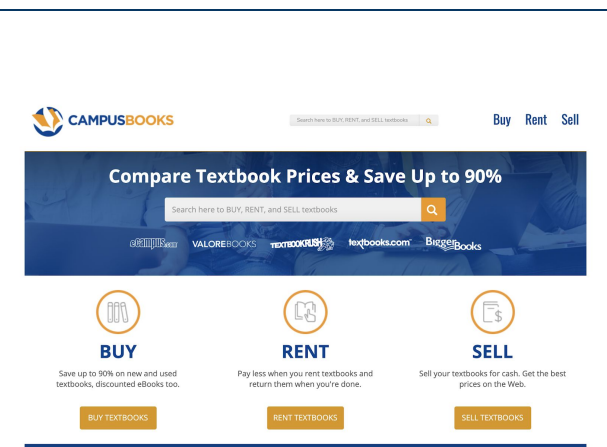 CAMPUSBOOKS
Search here to BUY, RENT, and SELL textbooks
Buy Rent Sell
Compare Textbook Prices & Save Up to 90%
Search here to BUY, RENT, and SELL textbooks
eCampus.com VALOREBOOKS TEXTBOOKRUSH textbooks.com BiggerBooks
BUY
Save up to 90% on new and used
textbooks, discounted eBooks too.
BUY TEXTBOOKS
RENT
Pay less when you rent textbooks and
return them when you're done.
RENT TEXTBOOKS
SELL
Sell your textbooks for cash. Get the best
prices on the Web.
SELL TEXTBOOKS